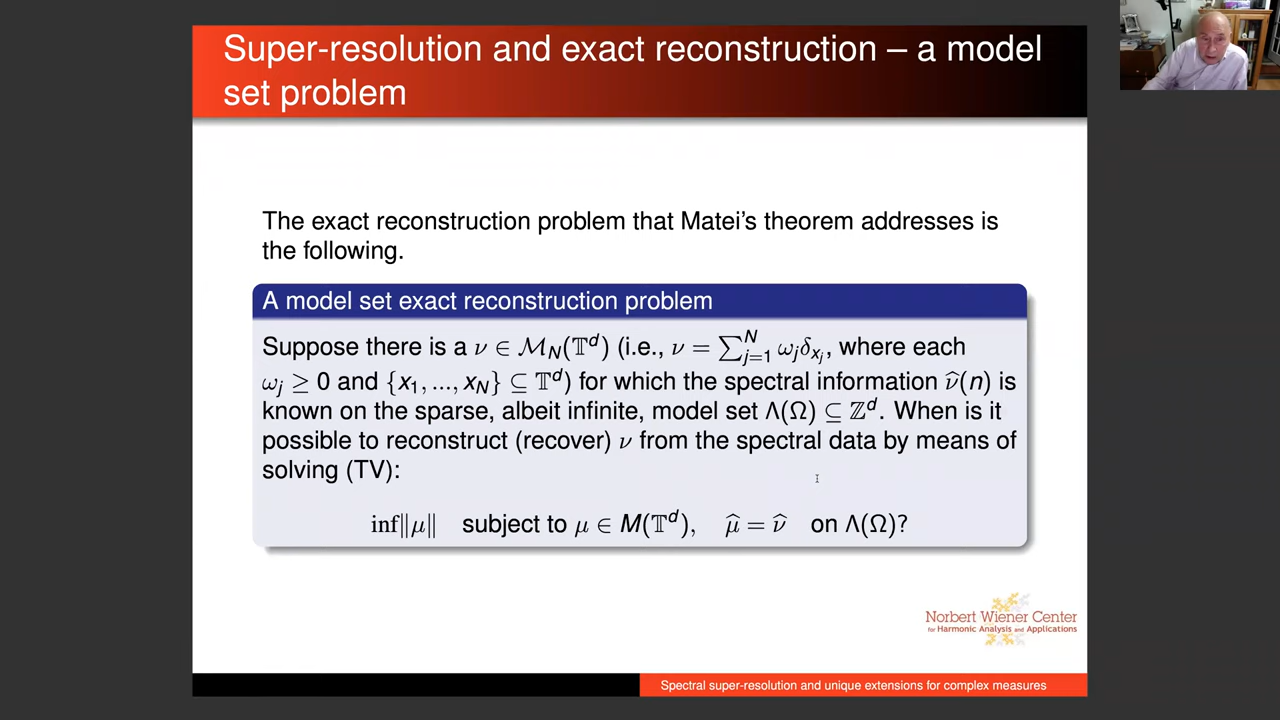 Super-resolution and exact reconstruction – a model
set problem
The exact reconstruction problem that Matei's theorem addresses is
the following.
A model set exact reconstruction problem
Suppose there is a ν ∈ ℳ_N(𝕋^d) (i.e., ν = ∑_{j=1}^N ω_jδ_{x_j}, where each
ω_j ≥ 0 and {x_1, ..., x_N} ⊆ 𝕋^d) for which the spectral information ν̂(n) is
known on the sparse, albeit infinite, model set Λ(Ω) ⊆ ℤ^d. When is it
possible to reconstruct (recover) ν from the spectral data by means of
solving (TV):
inf‖μ‖ subject to μ ∈ M(𝕋^d), μ̂ = ν̂ on Λ(Ω)?
Norbert Wiener Center
for Harmonic Analysis and Applications
Spectral super-resolution and unique extensions for complex measures